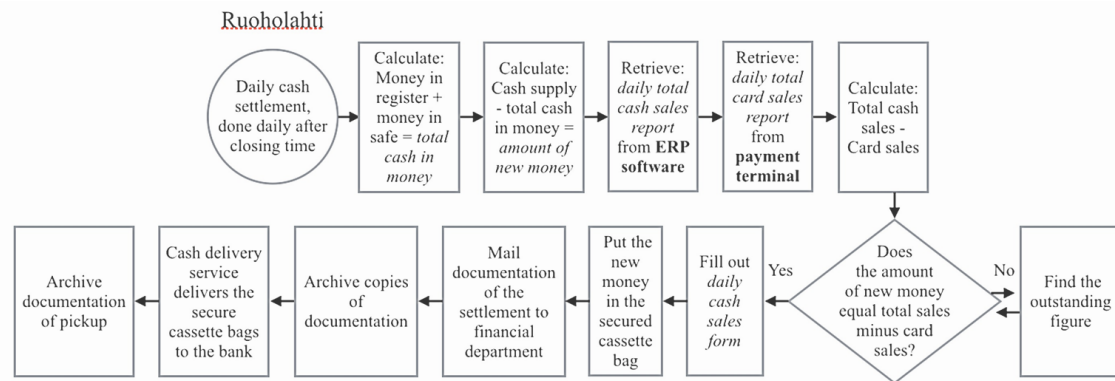 Ruoholahti
Daily cash
settlement,
done daily after
closing time
Calculate:
Money in
register +
money in
safe = total
cash in
money
Calculate:
Cash supply
- total cash
in money =
amount of
new money
Retrieve:
daily total
cash sales
report
from ERP
software
Retrieve:
daily total
card sales
report
from
payment
terminal
Calculate:
Total cash
sales -
Card sales
Does
the amount
of new money
equal total sales
minus card
sales?
No
Find the
outstanding
figure
Yes
Fill out
daily
cash
sales
form
Put the
new
money in
the
secured
cassette
bag
Mail
documentation
of the
settlement to
financial
department
Archive copies
of
documentation
Cash delivery
service
delivers the
secure
cassette bags
to the bank
Archive
documentation
of pickup